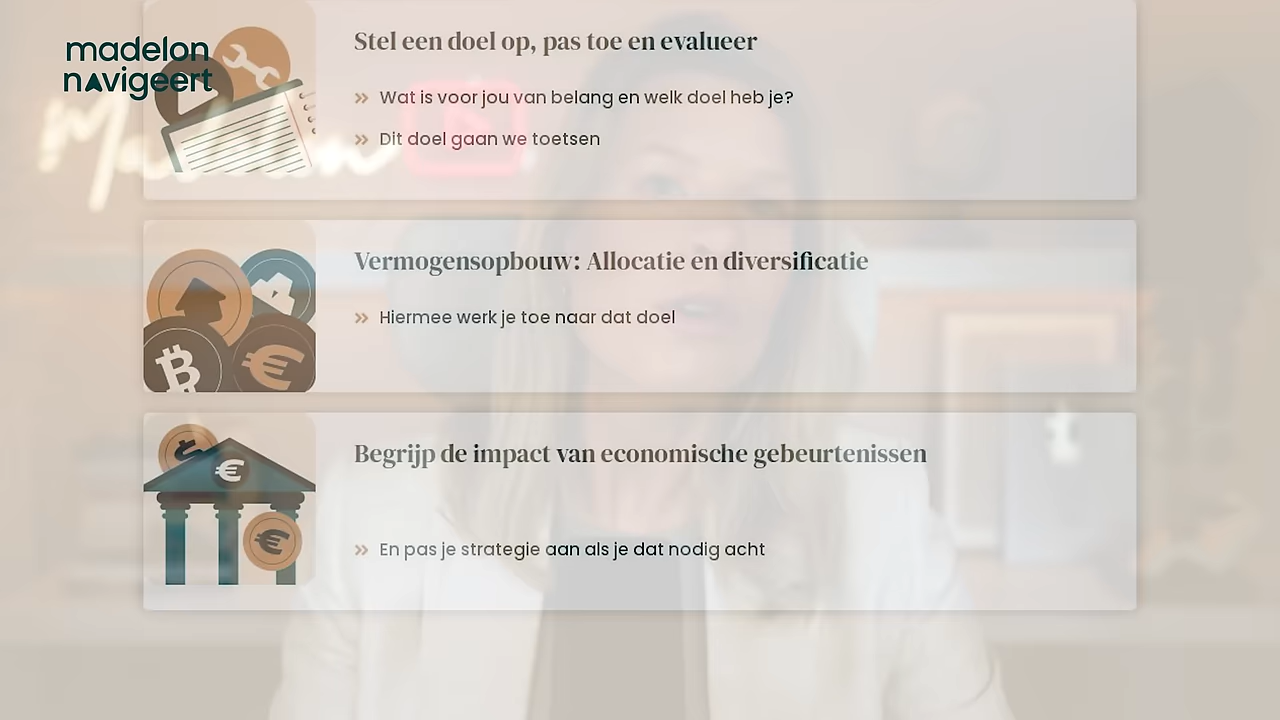 madelon
navigeert
Madelon
Stel een doel op, pas toe en evalueer
Wat is voor jou van belang en welk doel heb je?
Dit doel gaan we toetsen
Vermogensopbouw: Allocatie en diversificatie
Hiermee werk je toe naar dat doel
Begrijp de impact van economische gebeurtenissen
En pas je strategie aan als je dat nodig acht